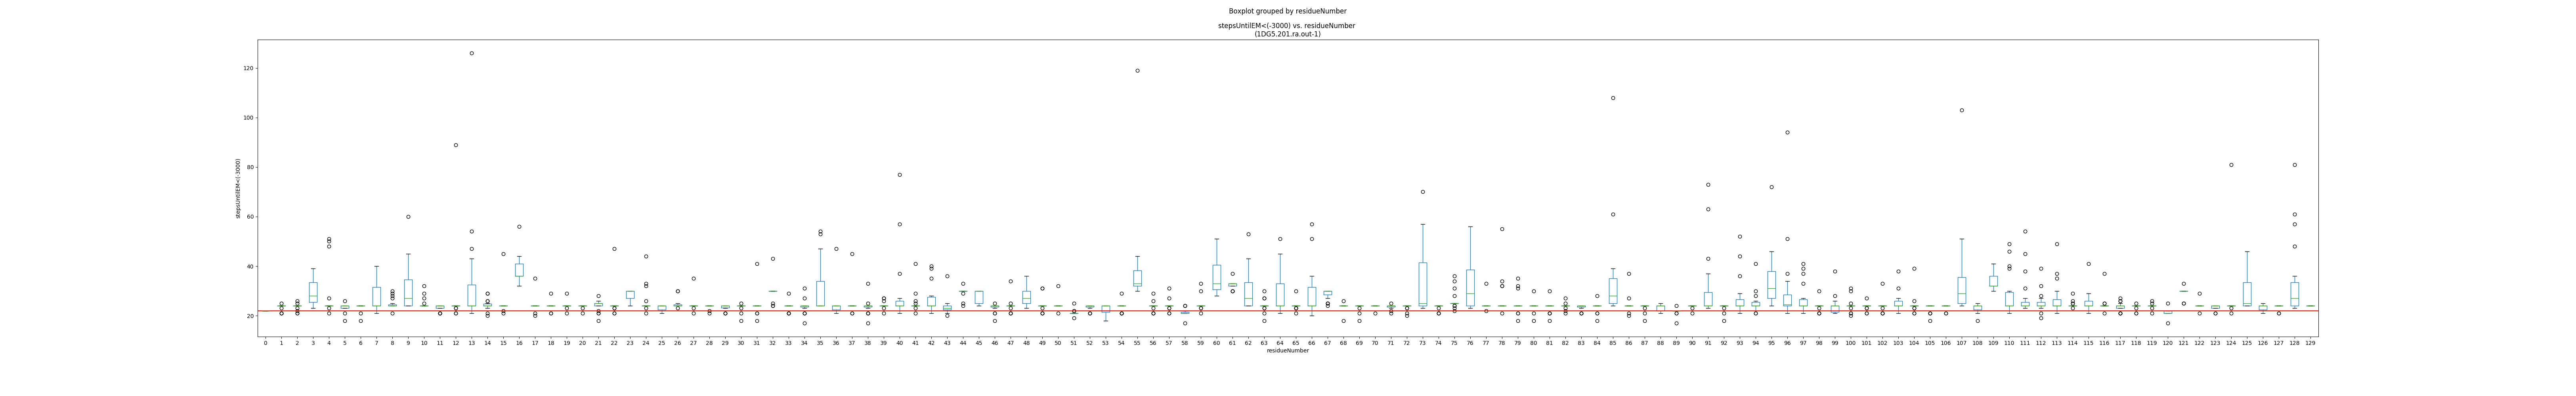 Boxplot grouped by residueNumber
stepsUntilEM<(-3000) vs. residueNumber
(1DG5.201.ra.out-1)
120
100
80
60
40
20
stepsUntilEM<(-3000)
0 1 2 3 4 5 6 7 8 9 10 11 12 13 14 15 16 17 18 19 20 21 22 23 24 25 26 27 28 29 30 31 32 33 34 35 36 37 38 39 40 41 42 43 44 45 46 47 48 49 50 51 52 53 54 55 56 57 58 59 60 61 62 63 64 65 66 67 68 69 70 71 72 73 74 75 76 77 78 79 80 81 82 83 84 85 86 87 88 89 90 91 92 93 94 95 96 97 98 99 100 101 102 103 104 105 106 107 108 109 110 111 112 113 114 115 116 117 118 119 120 121 122 123 124 125 126 127 128 129
residueNumber